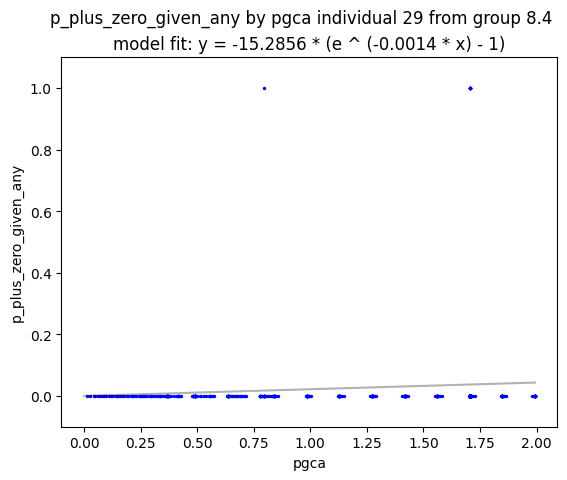 p_plus_zero_given_any by pgca individual 29 from group 8.4
model fit: y = -15.2856 * (e ^ (-0.0014 * x) - 1)
1.0
0.8
0.6
0.4
0.2
0.0
p_plus_zero_given_any
0.00 0.25 0.50 0.75 1.00 1.25 1.50 1.75 2.00
pgca